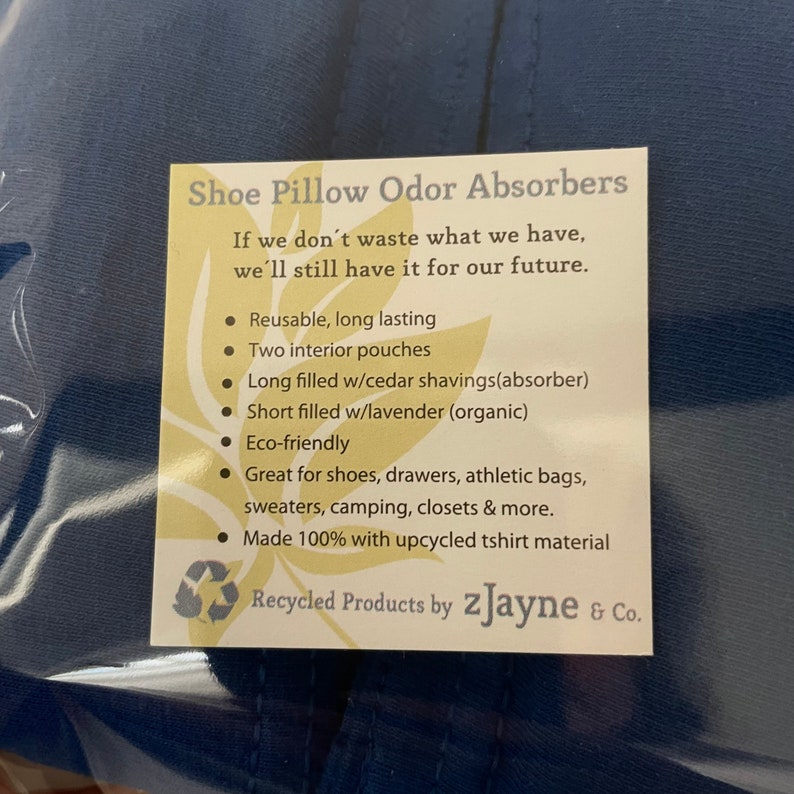 Shoe Pillow Odor Absorbers
If we don´t waste what we have,
we´ll still have it for our future.
● Reusable, long lasting
● Two interior pouches
● Long filled w/cedar shavings(absorber)
● Short filled w/lavender (organic)
● Eco-friendly
● Great for shoes, drawers, athletic bags,
sweaters, camping, closets & more.
● Made 100% with upcycled tshirt material
Recycled Products by zJayne & Co.